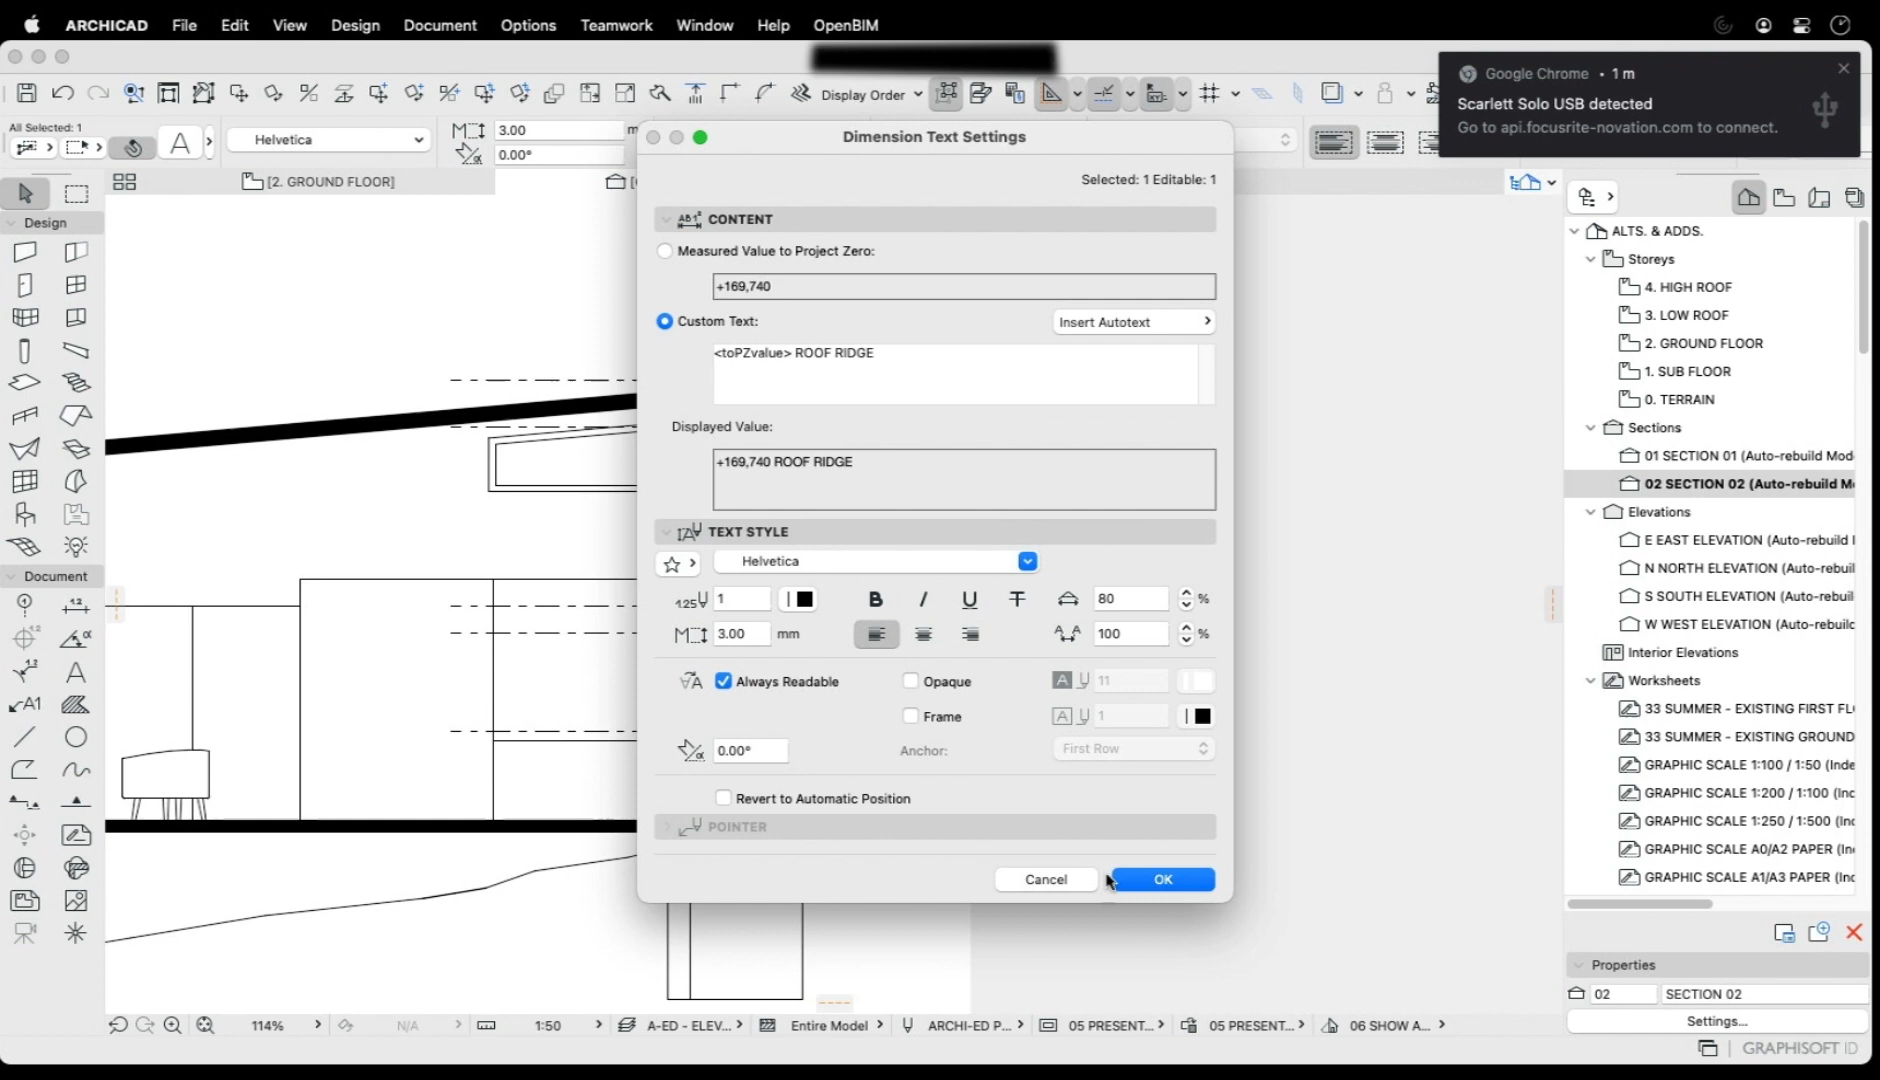 ARCHICAD File Edit View Design Document Options Teamwork Window Help OpenBIM
Google Chrome • 1m
Scarlett Solo USB detected
Go to api.focusrite-novation.com to connect.
Display Order
All Selected: 1
Helvetica
3.00
0.00°
[2. GROUND FLOOR]
Design
Document
Dimension Text Settings
Selected: 1 Editable: 1
CONTENT
Measured Value to Project Zero:
+169,740
Custom Text:
Insert Autotext
<toPZvalue> ROOF RIDGE
Displayed Value:
+169,740 ROOF RIDGE
TEXT STYLE
Helvetica
1
B I U T
80 %
3.00 mm
100 %
Always Readable
Opaque
11
Frame
1
0.00°
Anchor:
First Row
Revert to Automatic Position
POINTER
Cancel
OK
ALTS. & ADDS.
Storeys
4. HIGH ROOF
3. LOW ROOF
2. GROUND FLOOR
1. SUB FLOOR
0. TERRAIN
Sections
01 SECTION 01 (Auto-rebuild Mod
02 SECTION 02 (Auto-rebuild M
Elevations
E EAST ELEVATION (Auto-rebuild
N NORTH ELEVATION (Auto-rebuil
S SOUTH ELEVATION (Auto-rebuil
W WEST ELEVATION (Auto-rebuild
Interior Elevations
Worksheets
33 SUMMER - EXISTING FIRST FL
33 SUMMER - EXISTING GROUND
GRAPHIC SCALE 1:100 / 1:50 (Inde
GRAPHIC SCALE 1:200 / 1:100 (Inc
GRAPHIC SCALE 1:250 / 1:500 (In
GRAPHIC SCALE A0/A2 PAPER (In
GRAPHIC SCALE A1/A3 PAPER (Inc
Properties
02 SECTION 02
Settings...
114% N/A 1:50 A-ED - ELEV... Entire Model ARCHI-ED P... 05 PRESENT... 05 PRESENT... 06 SHOW A...
GRAPHISOFT ID